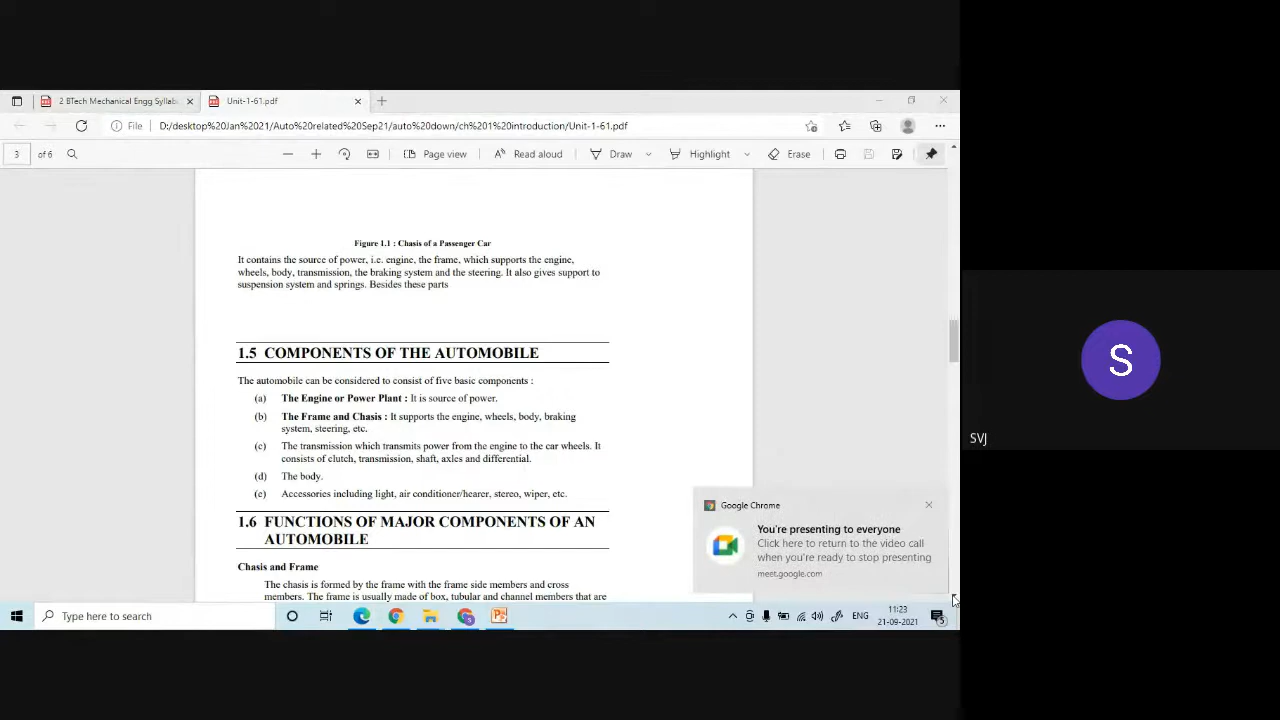 2 BTech Mechanical Engg Syllab
Unit-1-61.pdf
File
D:/desktop%20Jan%2021/Auto%20related%20Sep21/auto%20down/ch%201%20introduction/Unit-1-61.pdf
3 of 6
Page view
Read aloud
Draw
Highlight
Erase
Figure 1.1 : Chasis of a Passenger Car
It contains the source of power, i.e. engine, the frame, which supports the engine,
wheels, body, transmission, the braking system and the steering. It also gives support to
suspension system and springs. Besides these parts
1.5 COMPONENTS OF THE AUTOMOBILE
The automobile can be considered to consist of five basic components :
(a) The Engine or Power Plant : It is source of power.
(b) The Frame and Chasis : It supports the engine, wheels, body, braking
system, steering, etc.
(c) The transmission which transmits power from the engine to the car wheels. It
consists of clutch, transmission, shaft, axles and differential.
(d) The body.
(e) Accessories including light, air conditioner/hearer, stereo, wiper, etc.
1.6 FUNCTIONS OF MAJOR COMPONENTS OF AN
AUTOMOBILE
Chasis and Frame
The chasis is formed by the frame with the frame side members and cross
members. The frame is usually made of box, tubular and channel members that are
Google Chrome
You're presenting to everyone
Click here to return to the video call
when you're ready to stop presenting
meet.google.com
Type here to search
ENG
11:23
21-09-2021
5
S
SVJ